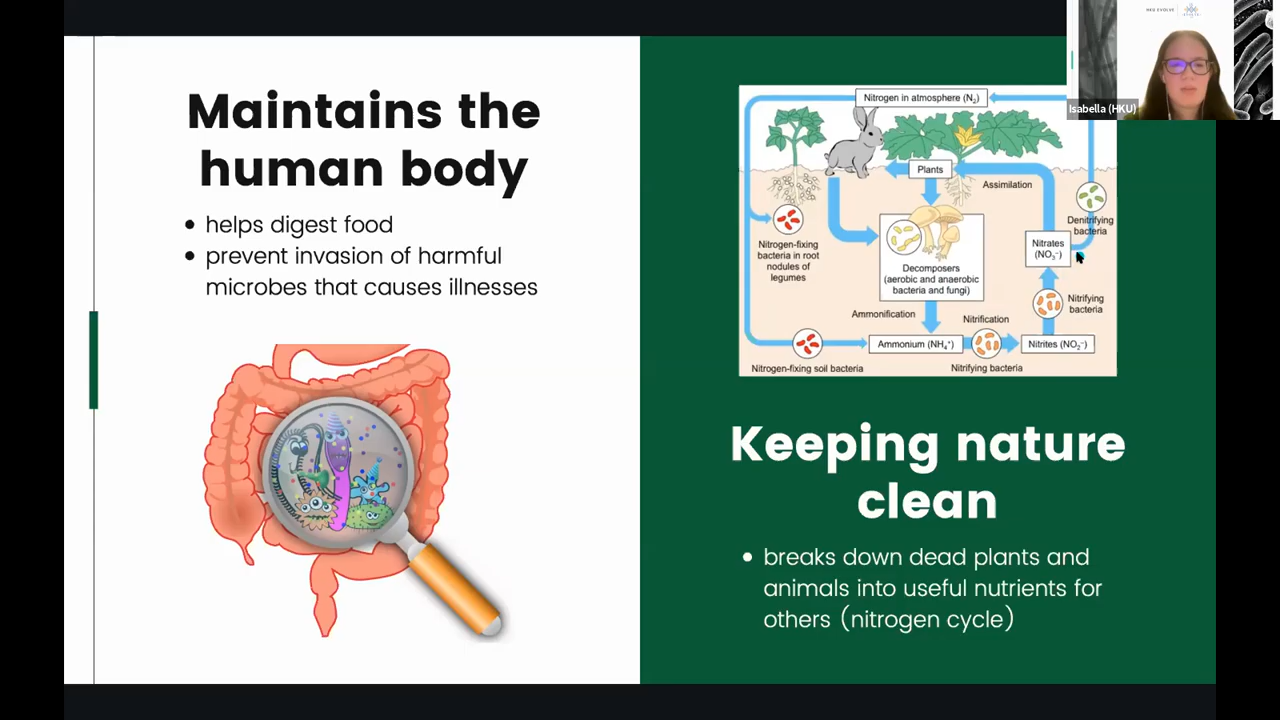 HKU EVOLVE
Isabella (HKU)
Maintains the
human body
helps digest food
prevent invasion of harmful
microbes that causes illnesses
Nitrogen in atmosphere (N₂)
Plants
Assimilation
Denitrifying
bacteria
Nitrates
(NO₃⁻)
Nitrogen-fixing
bacteria in root
nodules of
legumes
Decomposers
(aerobic and anaerobic
bacteria and fungi)
Nitrifying
bacteria
Ammonification
Nitrification
Ammonium (NH₄⁺)
Nitrites (NO₂⁻)
Nitrogen-fixing soil bacteria
Nitrifying bacteria
Keeping nature
clean
breaks down dead plants and
animals into useful nutrients for
others (nitrogen cycle)